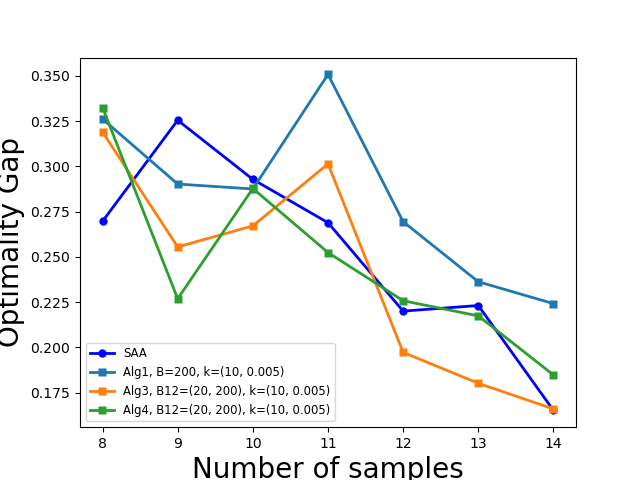 0.350
0.325
0.300
0.275
0.250
0.225
0.200
0.175
Optimality Gap
SAA
Alg1, B=200, k=(10, 0.005)
Alg3, B12=(20, 200), k=(10, 0.005)
Alg4, B12=(20, 200), k=(10, 0.005)
8 9 10 11 12 13 14
Number of samples